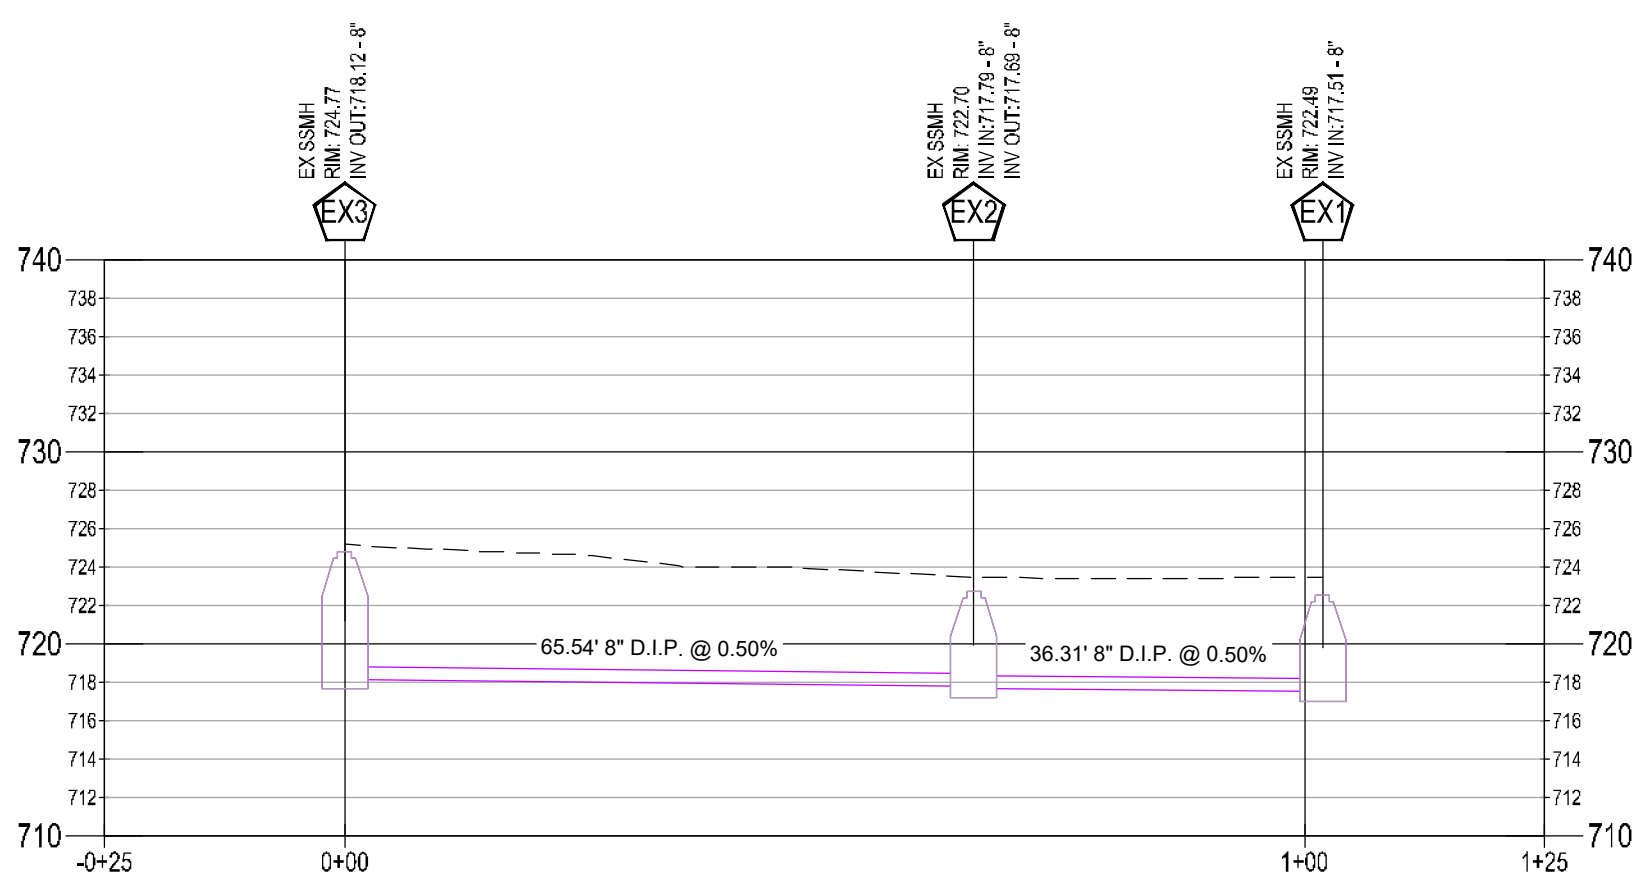 EX SSMH
RIM: 724.77
INV OUT:718.12 - 8"
EX SSMH
RIM: 722.70
INV IN:717.79 - 8"
INV OUT:717.69 - 8"
EX SSMH
RIM: 722.49
INV IN:717.51 - 8"
EX3
EX2
EX1
740 740
738 738
736 736
734 734
732 732
730 730
728 728
726 726
724 724
722 722
720 65.54' 8" D.I.P. @ 0.50% 36.31' 8" D.I.P. @ 0.50% 720
718 718
716 716
714 714
712 712
710 710
-0+25 0+00 1+00 1+25